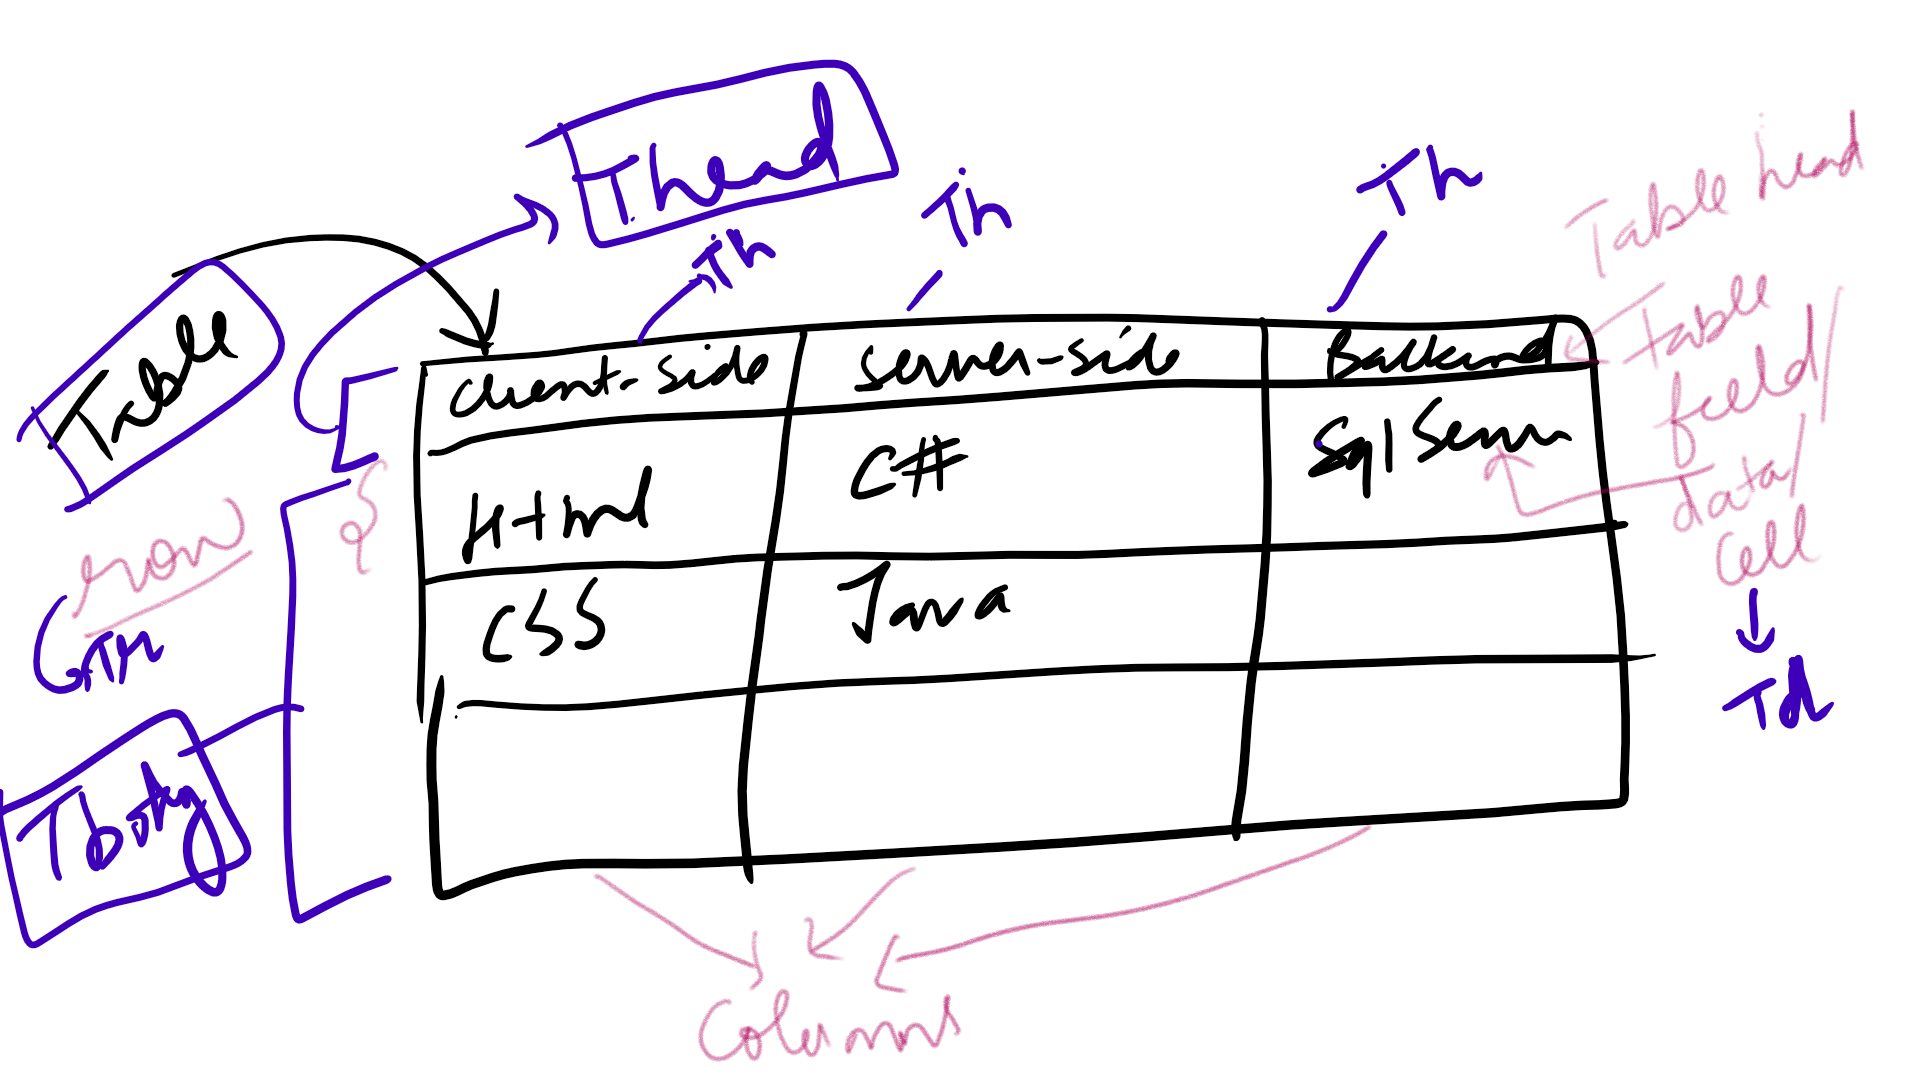 Thead
Th
Th
Th
Table head
Table
Table
field/
data/
Cell
Td
client-side
server-side
Backend
Html
C#
Sql Server
CSS
Java
row
Tr
Tbody
Columns